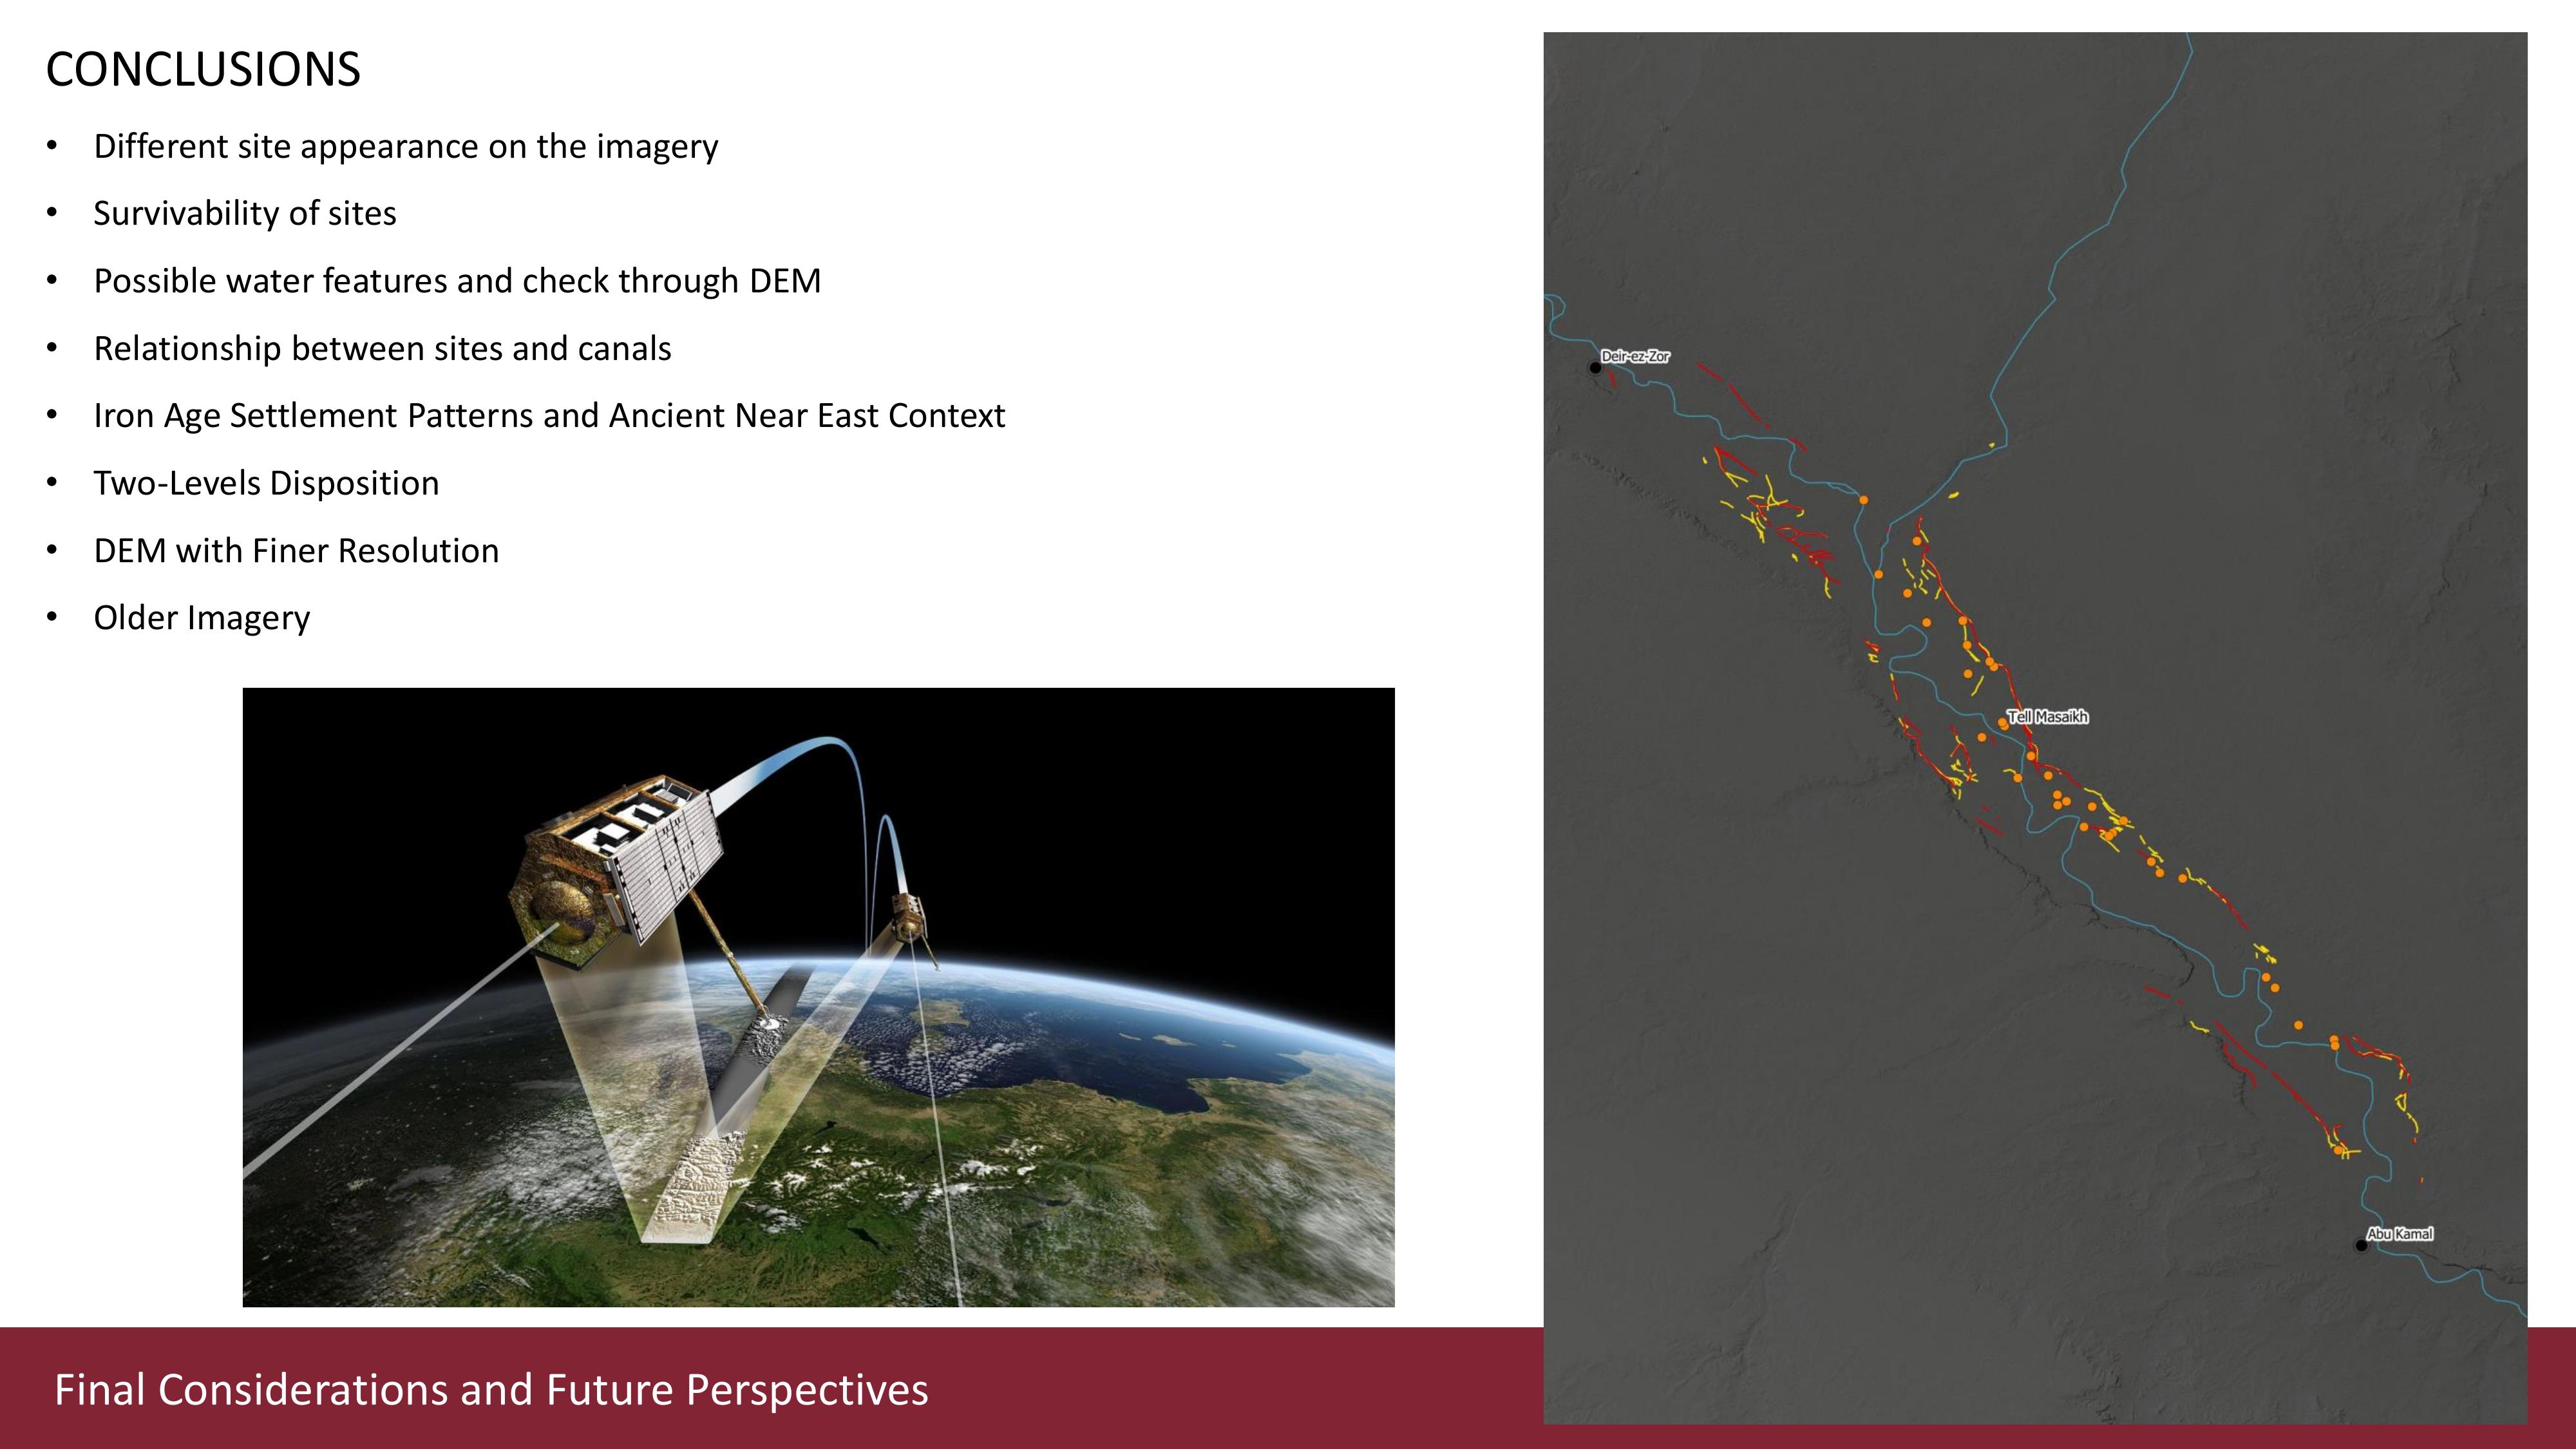 CONCLUSIONS
• Different site appearance on the imagery
• Survivability of sites
• Possible water features and check through DEM
• Relationship between sites and canals
• Iron Age Settlement Patterns and Ancient Near East Context
• Two-Levels Disposition
• DEM with Finer Resolution
• Older Imagery
Deir-ez-Zor
Tell Masaikh
Abu Kamal
Final Considerations and Future Perspectives